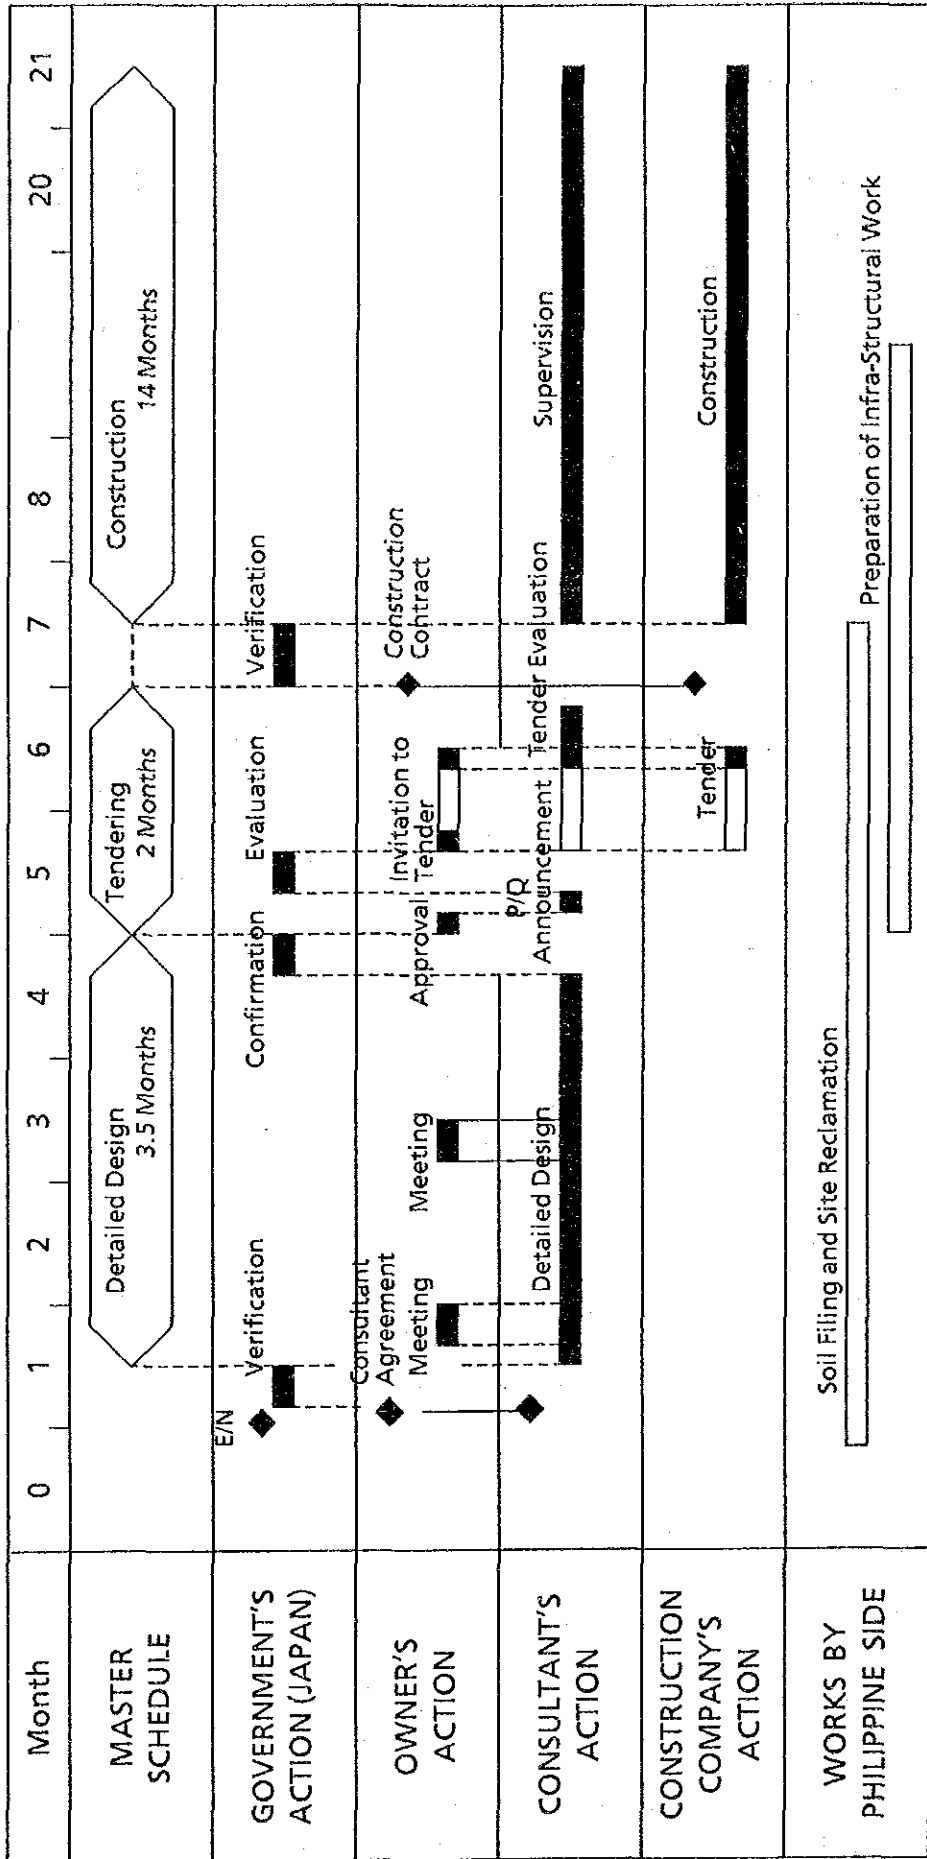 Month
0
1
2
3
4
5
6
7
8
20
21
MASTER
SCHEDULE
Detailed Design
3.5 Months
Tendering
2 Months
Construction
14 Months
GOVERNMENT'S
ACTION (JAPAN)
E/N
Verification
Confirmation
Evaluation
Verification
OWNER'S
ACTION
Consultant
Agreement
Meeting
Meeting
Approval
Invitation to
Tender
Construction
Contract
CONSULTANT'S
ACTION
Detailed Design
P/Q
Announcement
Tender Evaluation
Supervision
CONSTRUCTION
COMPANY'S
ACTION
Tender
Construction
WORKS BY
PHILIPPINE SIDE
Soil Filing and Site Reclamation
Preparation of Infra-Structural Work